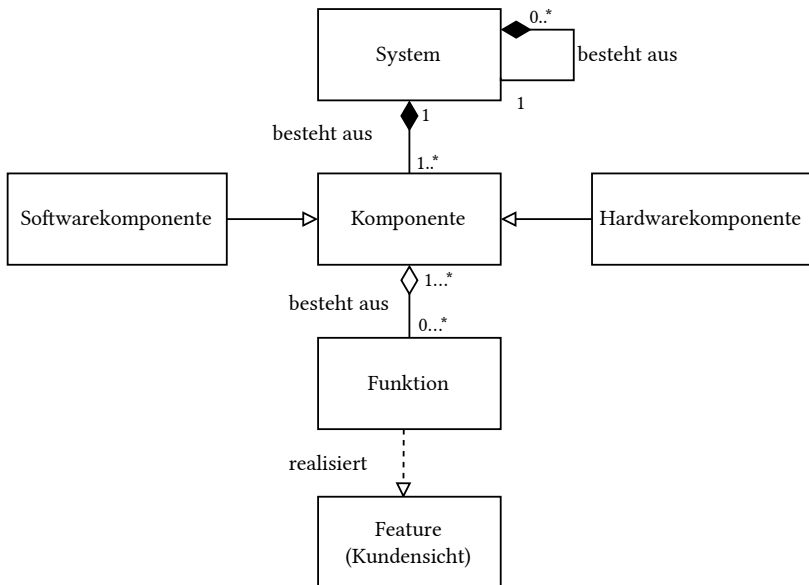 0..*
System
besteht aus
1
1
besteht aus
1..*
Softwarekomponente
Komponente
Hardwarekomponente
1...*
besteht aus
0...*
Funktion
realisiert
Feature
(Kundensicht)